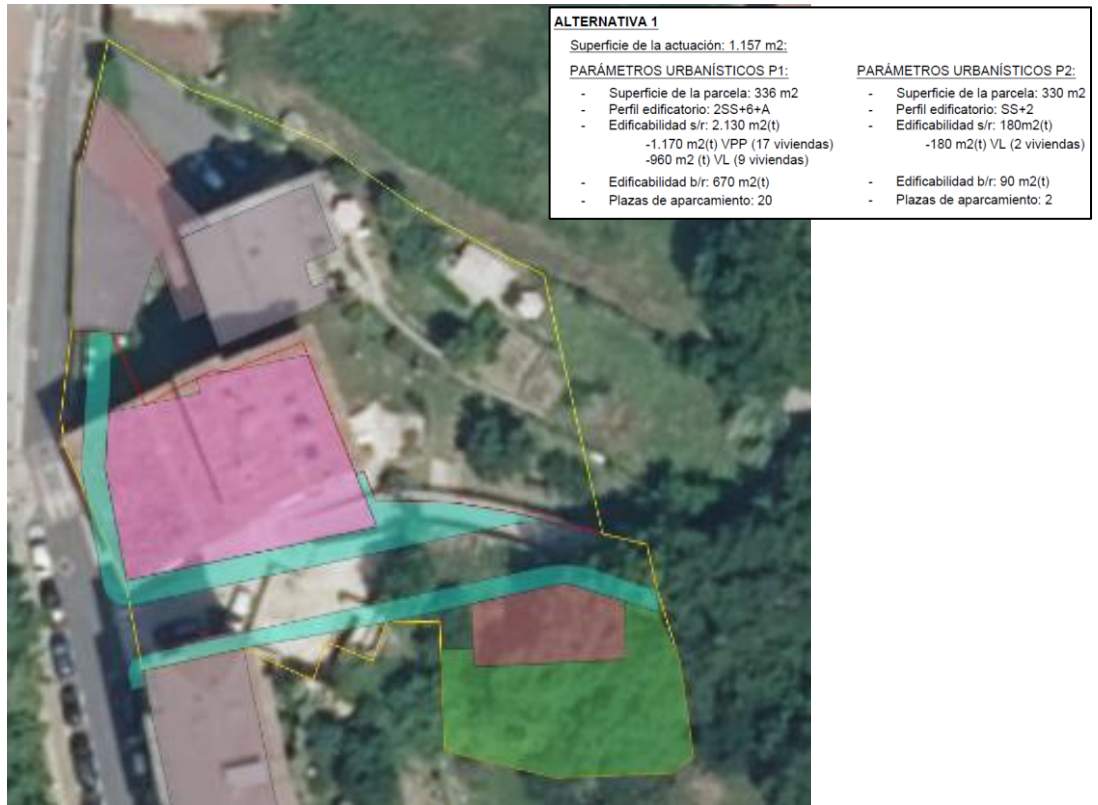 ALTERNATIVA 1
Superficie de la actuación: 1.157 m2:
PARÁMETROS URBANÍSTICOS P1:
- Superficie de la parcela: 336 m2
- Perfil edificatorio: 2SS+6+A
- Edificabilidad s/r: 2.130 m2(t)
-1.170 m2(t) VPP (17 viviendas)
-960 m2 (t) VL (9 viviendas)
- Edificabilidad b/r: 670 m2(t)
- Plazas de aparcamiento: 20
PARÁMETROS URBANÍSTICOS P2:
- Superficie de la parcela: 330 m2
- Perfil edificatorio: SS+2
- Edificabilidad s/r: 180m2(t)
-180 m2(t) VL (2 viviendas)
- Edificabilidad b/r: 90 m2(t)
- Plazas de aparcamiento: 2